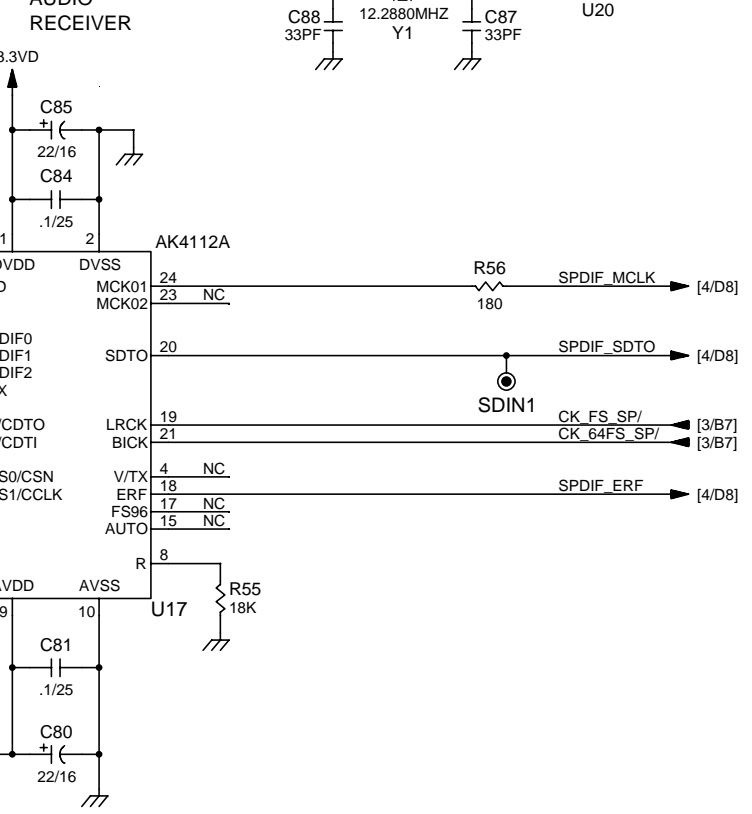 AUDIO
RECEIVER
C88
33PF
12.2880MHZ
Y1
C87
33PF
U20
3.3VD
C85
+
22/16
C84
.1/25
1
2
AK4112A
DVDD
DVSS
MCK01
24
R56
180
SPDIF_MCLK
[4/D8]
MCK02
23
NC
DIF0
DIF1
DIF2
X
SDTO
20
SPDIF_SDTO
[4/D8]
SDIN1
/CDTO
LRCK
19
CK_FS_SP/
[3/B7]
/CDTI
BICK
21
CK_64FS_SP/
[3/B7]
S0/CSN
V/TX
4
NC
S1/CCLK
ERF
18
SPDIF_ERF
[4/D8]
FS96
17
NC
AUTO
15
NC
R
8
R55
18K
AVDD
AVSS
9
10
U17
C81
.1/25
C80
+
22/16